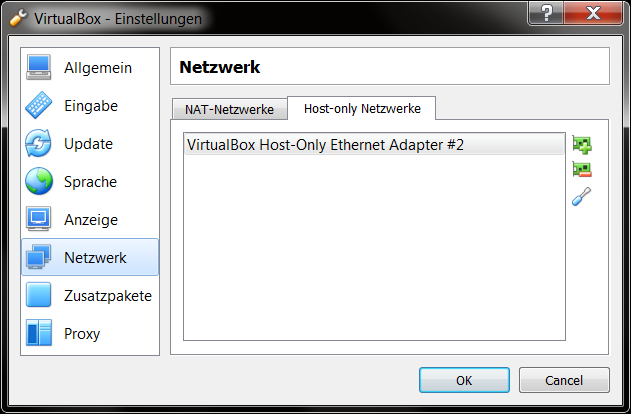 VirtualBox - Einstellungen
Allgemein
Eingabe
Update
Sprache
Anzeige
Netzwerk
Zusatzpakete
Proxy
Netzwerk
NAT-Netzwerke
Host-only Netzwerke
VirtualBox Host-Only Ethernet Adapter #2
OK
Cancel